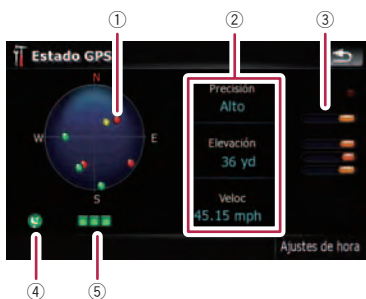 ① ② ③
Estado GPS
N
W E
S
Precisión
Alto
Elevación
36 yd
Veloc
45.15 mph
Ajustes de hora
④ ⑤